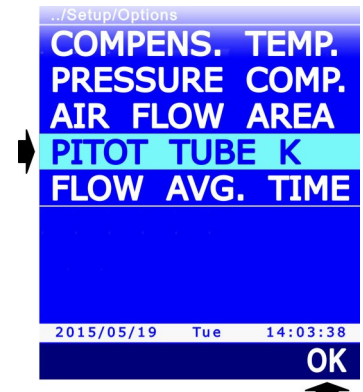 ../Setup/Options
COMPENS. TEMP.
PRESSURE COMP.
AIR FLOW AREA
PITOT TUBE K
FLOW AVG. TIME
2015/05/19 Tue 14:03:38
OK